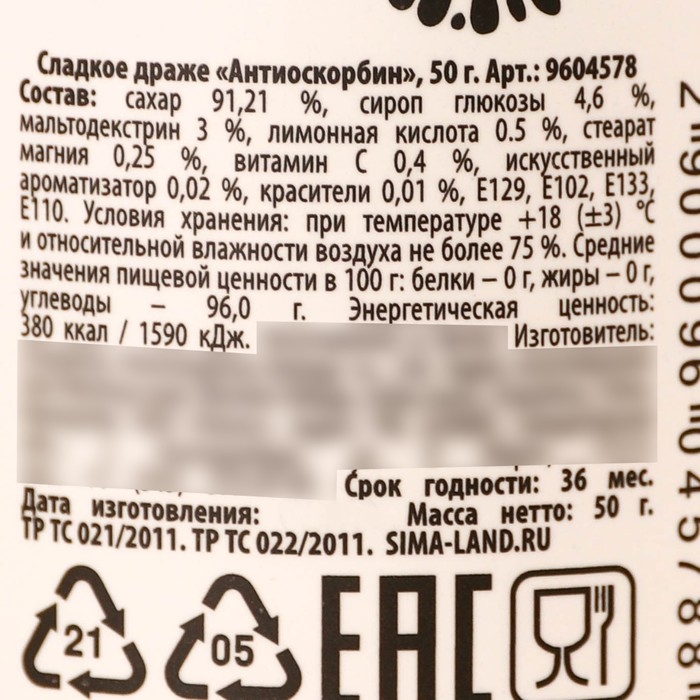 Сладкое драже «Антиоскорбин», 50 г. Арт.: 9604578
Состав: сахар 91,21 %, сироп глюкозы 4,6 %,
мальтодекстрин 3 %, лимонная кислота 0.5 %, стеарат
магния 0,25 %, витамин С 0,4 %, искусственный
ароматизатор 0,02 %, красители 0,01 %, Е129, Е102, Е133,
Е110. Условия хранения: при температуре +18 (±3) °С
и относительной влажности воздуха не более 75 %. Средние
значения пищевой ценности в 100 г: белки – 0 г, жиры – 0 г,
углеводы – 96,0 г. Энергетическая ценность:
380 ккал / 1590 кДж. Изготовитель:
Срок годности: 36 мес.
Дата изготовления: Масса нетто: 50 г.
ТР ТС 021/2011. ТР ТС 022/2011. SIMA-LAND.RU
21 05 EAC